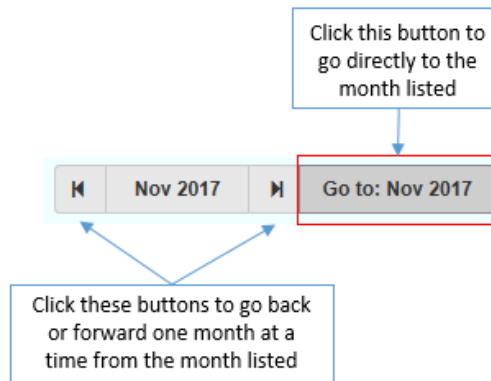 Click this button to
go directly to the
month listed
Nov 2017
Go to: Nov 2017
Click these buttons to go back
or forward one month at a
time from the month listed